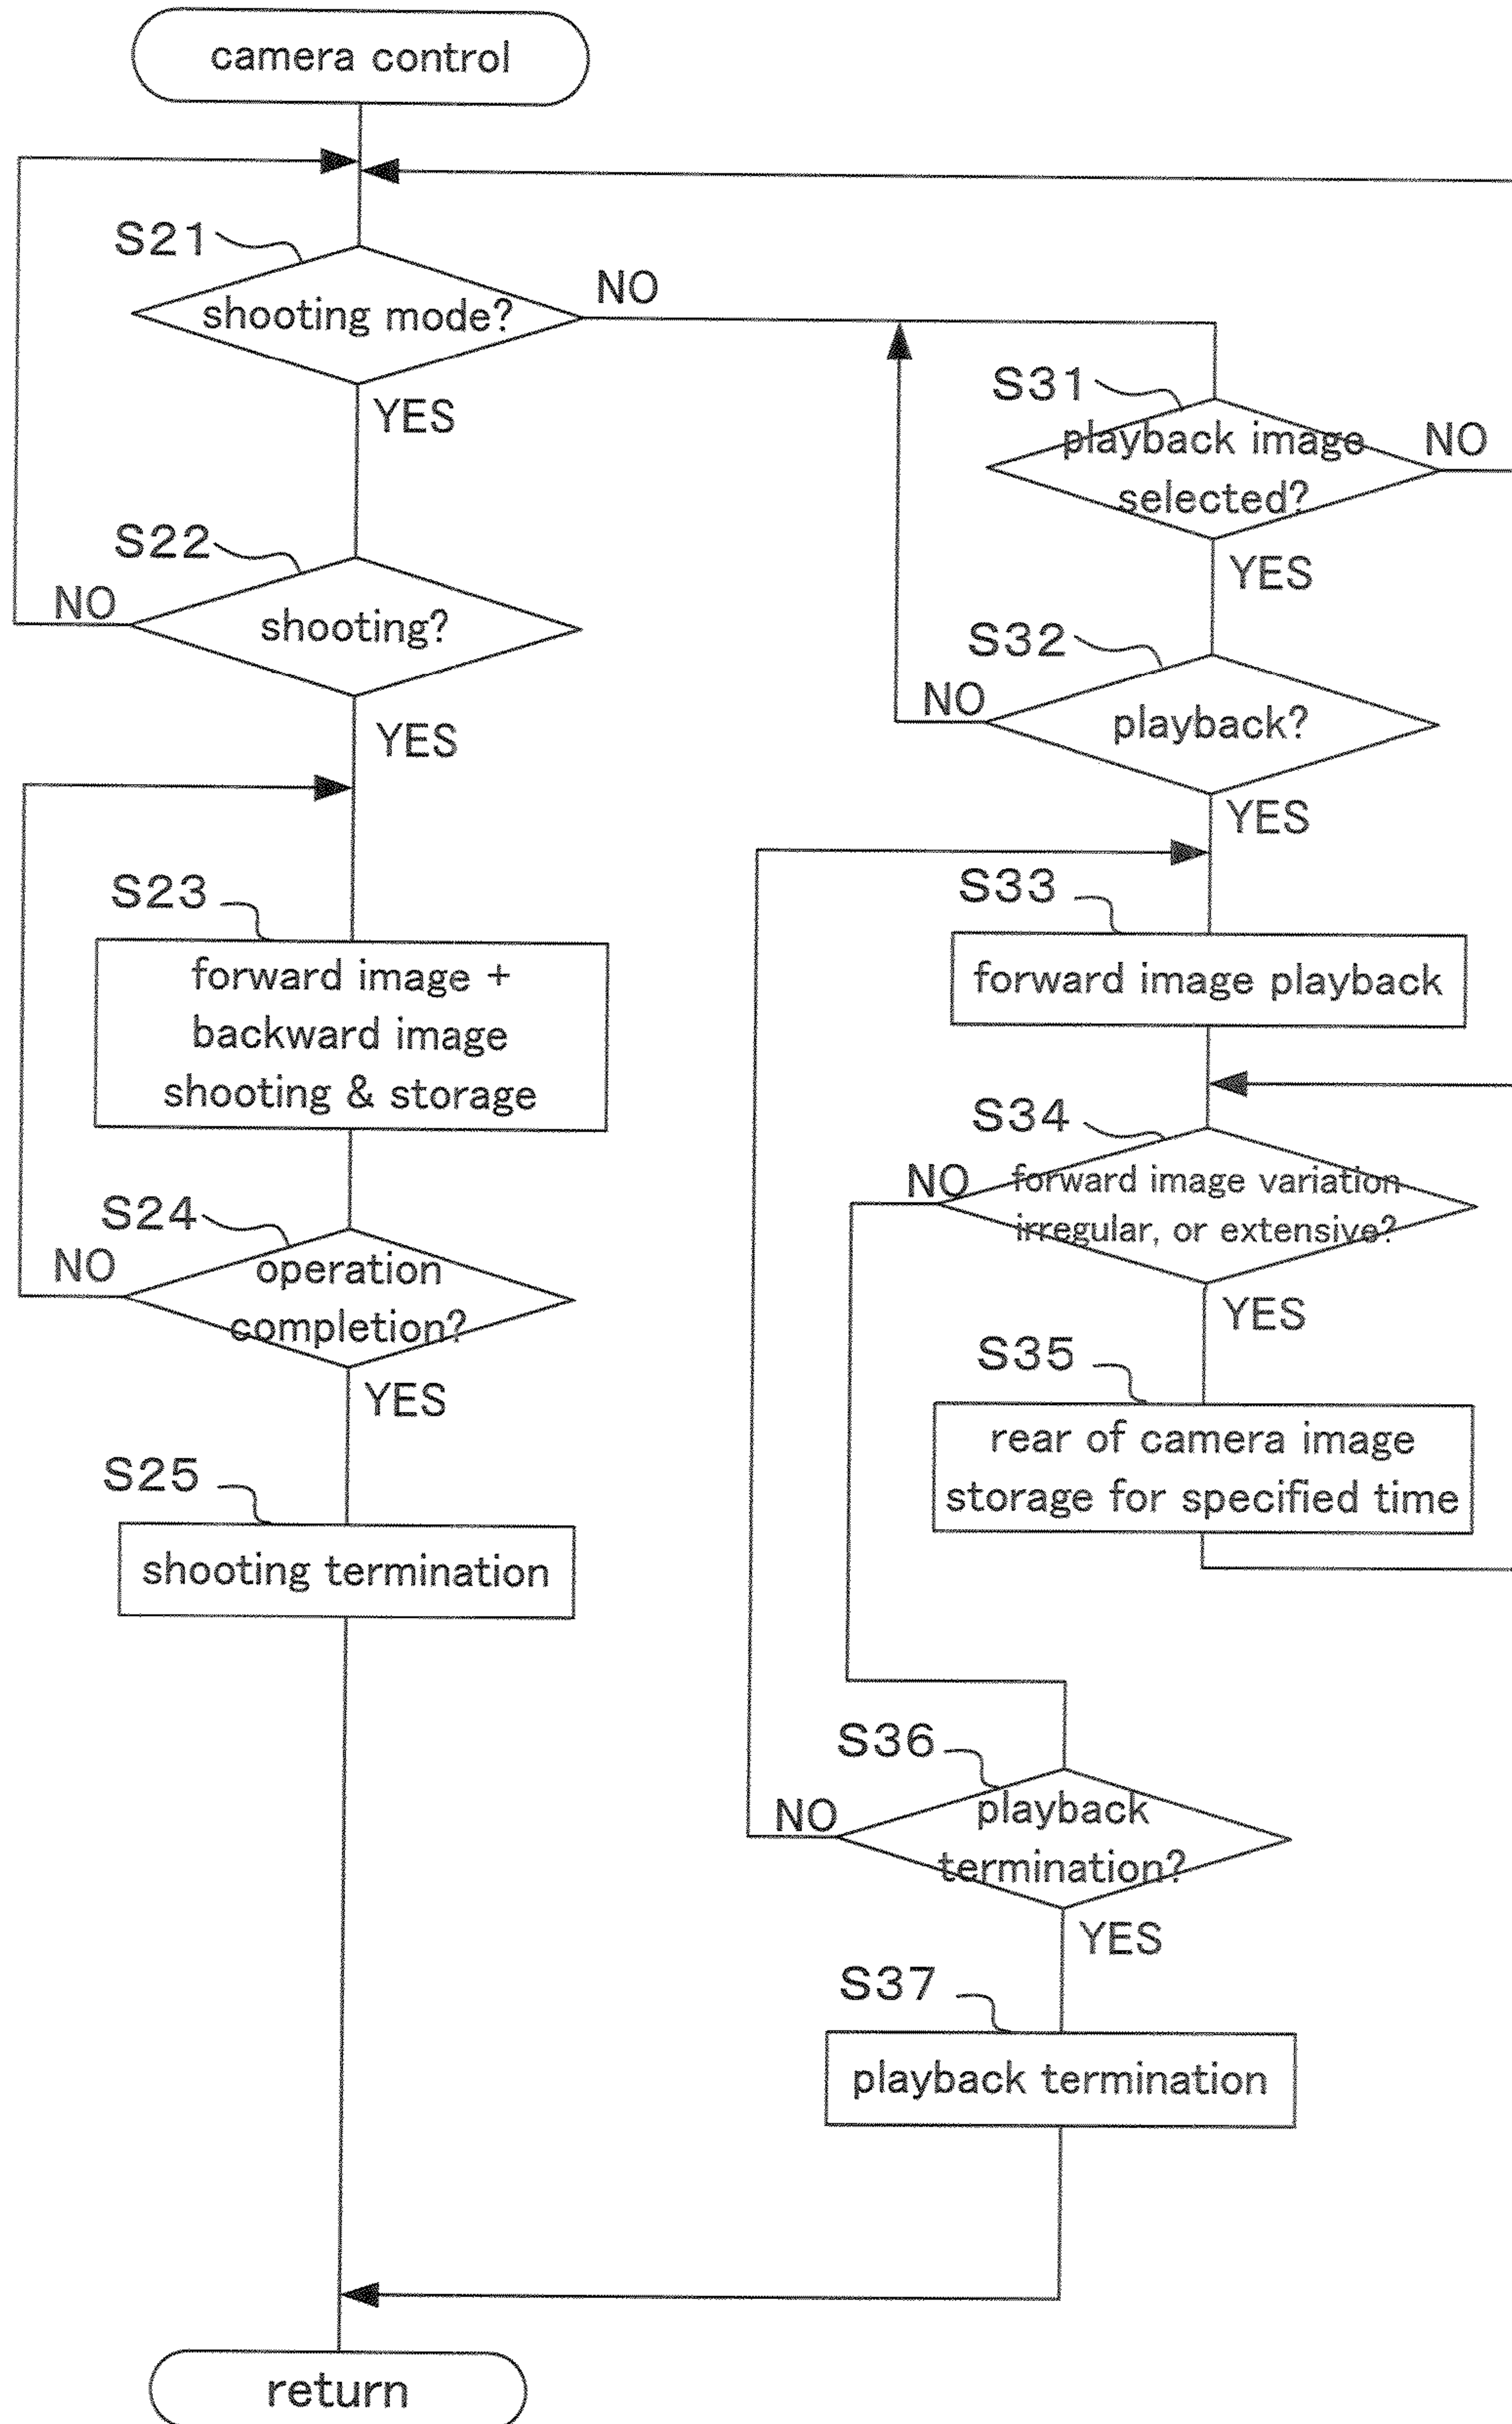 camera control
S21
shooting mode?
NO
YES
S22
NO
shooting?
YES
S23
forward image +
backward image
shooting & storage
S24
NO
operation
completion?
YES
S25
shooting termination
S31
playback image
selected?
NO
YES
S32
NO
playback?
YES
S33
forward image playback
S34
NO
forward image variation
irregular, or extensive?
YES
S35
rear of camera image
storage for specified time
S36
NO
playback
termination?
YES
S37
playback termination
return